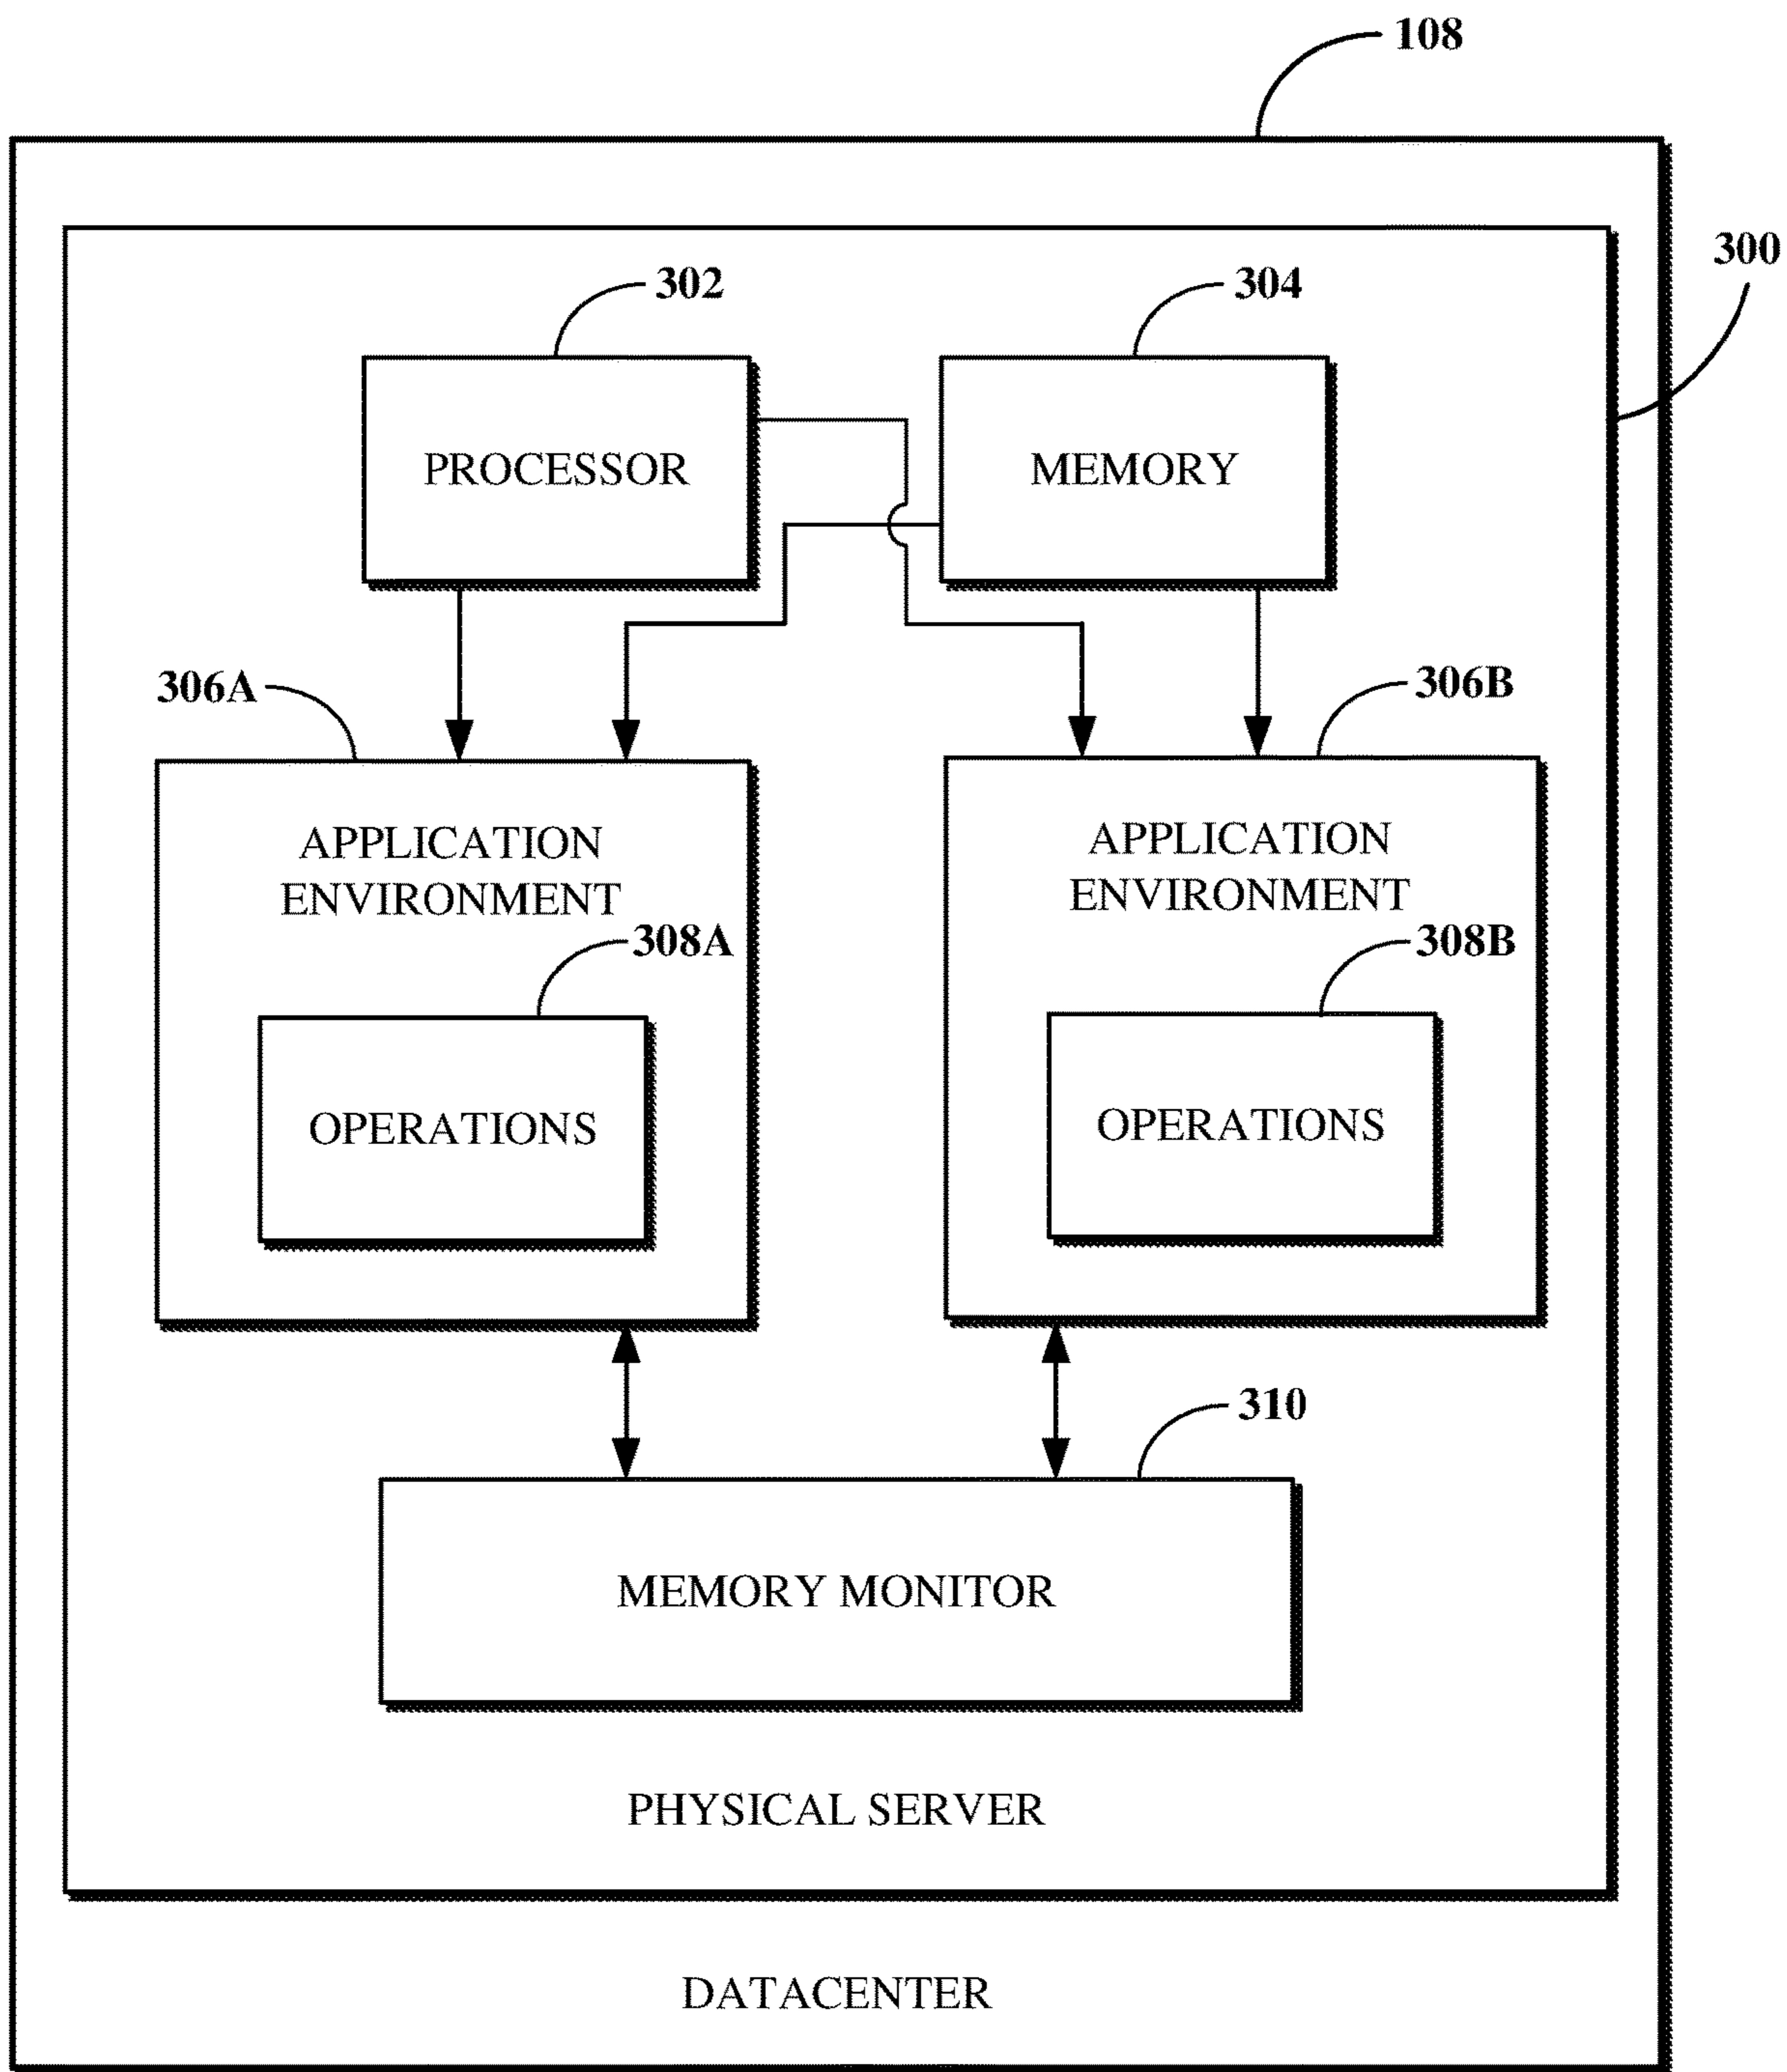 108
300
302
304
PROCESSOR
MEMORY
306A
306B
APPLICATION
ENVIRONMENT
APPLICATION
ENVIRONMENT
308A
308B
OPERATIONS
OPERATIONS
310
MEMORY MONITOR
PHYSICAL SERVER
DATACENTER